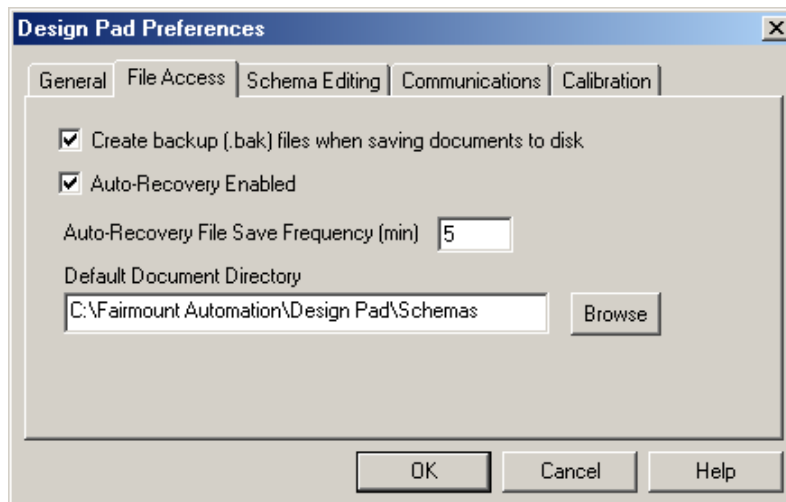 Design Pad Preferences
General File Access Schema Editing Communications Calibration
Create backup (.bak) files when saving documents to disk
Auto-Recovery Enabled
Auto-Recovery File Save Frequency (min) 5
Default Document Directory
C:\Fairmount Automation\Design Pad\Schemas Browse
OK Cancel Help